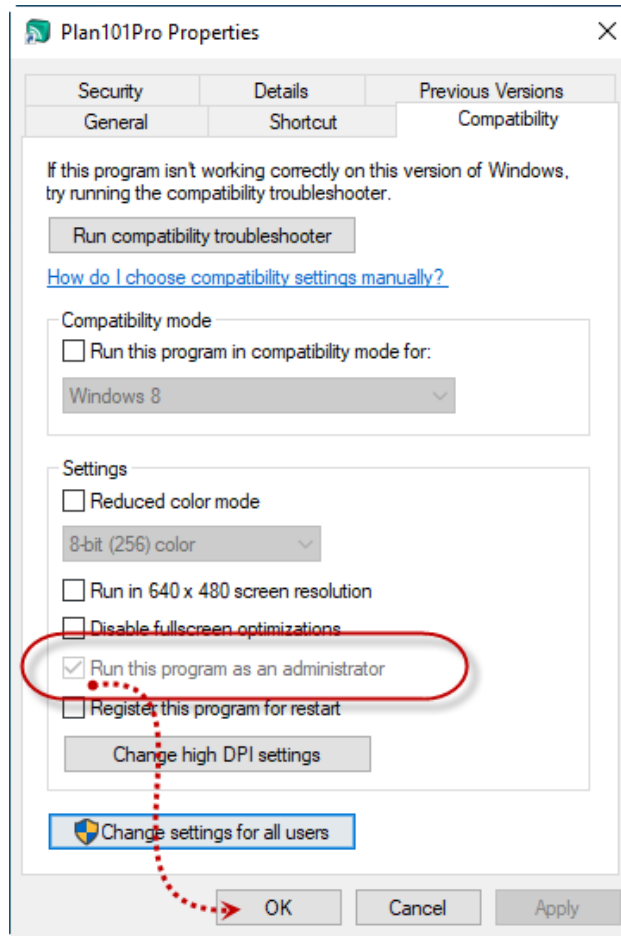 Plan101Pro Properties
Security Details Previous Versions
General Shortcut Compatibility
If this program isn't working correctly on this version of Windows,
try running the compatibility troubleshooter.
Run compatibility troubleshooter
How do I choose compatibility settings manually?
Compatibility mode
Run this program in compatibility mode for:
Windows 8
Settings
Reduced color mode
8-bit (256) color
Run in 640 x 480 screen resolution
Disable fullscreen optimizations
Run this program as an administrator
Register this program for restart
Change high DPI settings
Change settings for all users
OK Cancel Apply